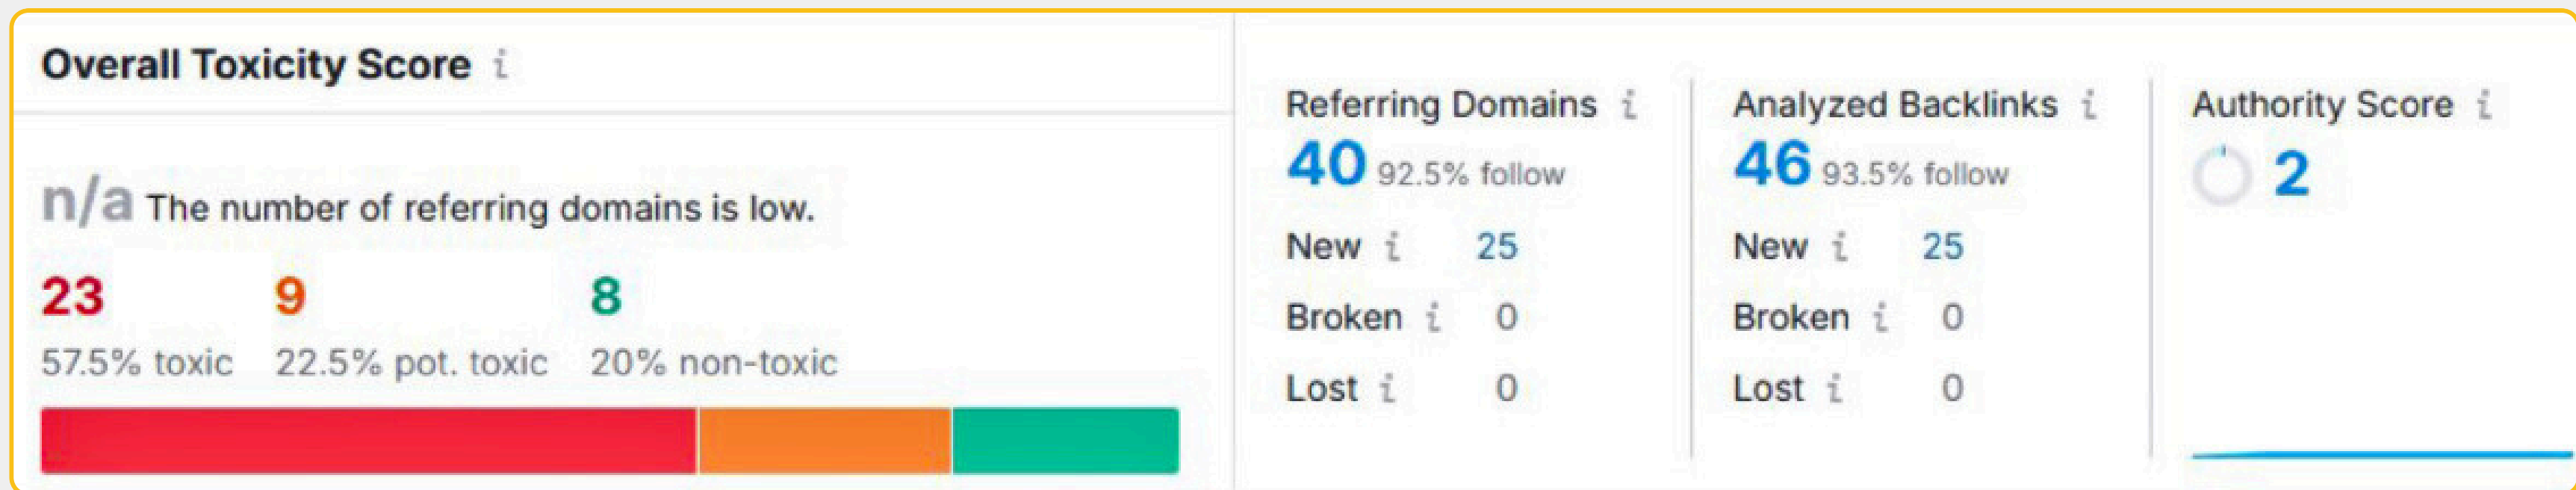 Overall Toxicity Score i
n/a The number of referring domains is low.
23 9 8
57.5% toxic 22.5% pot. toxic 20% non-toxic
Referring Domains i
40 92.5% follow
New i 25
Broken i 0
Lost i 0
Analyzed Backlinks i
46 93.5% follow
New i 25
Broken i 0
Lost i 0
Authority Score i
2